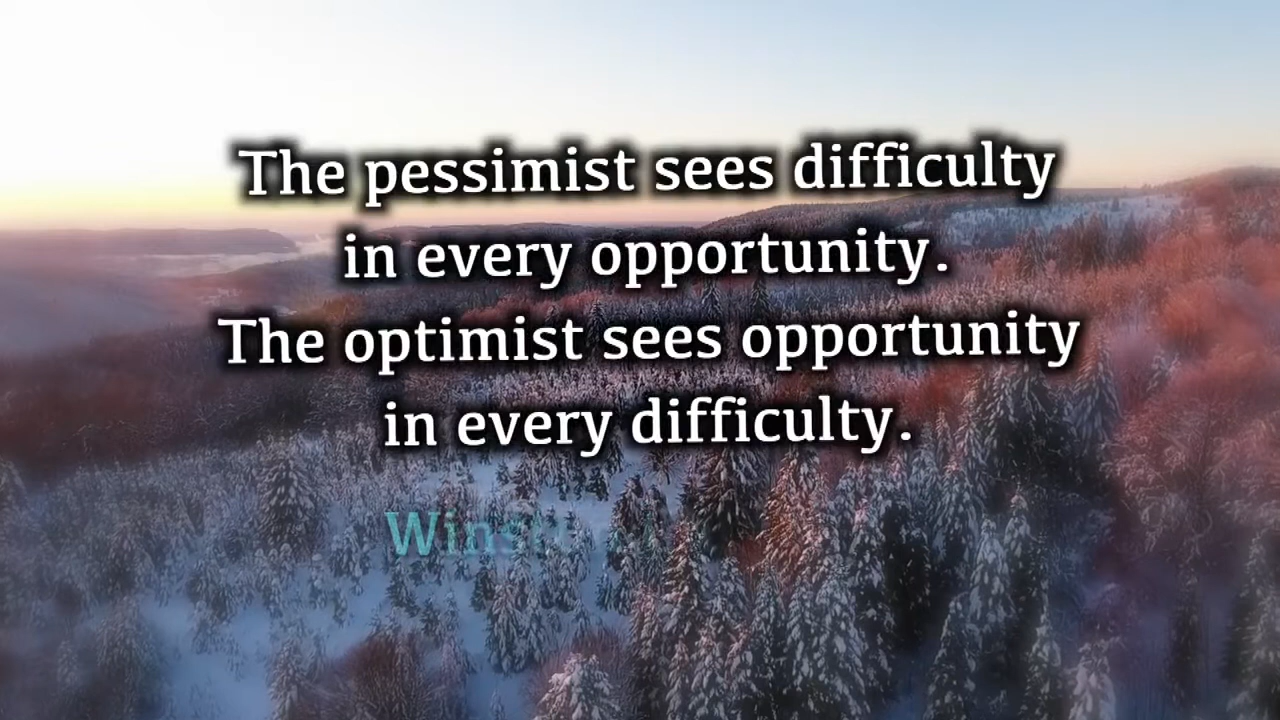 The pessimist sees difficulty
in every opportunity.
The optimist sees opportunity
in every difficulty.